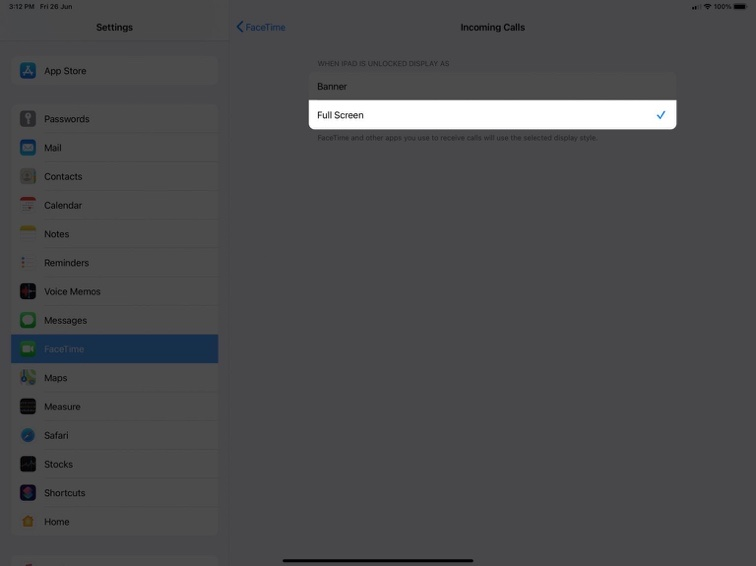 3:12 PM Fri 26 Jun
100%
Settings
App Store
Passwords
Mail
Contacts
Calendar
Notes
Reminders
Voice Memos
Messages
FaceTime
Maps
Measure
Safari
Stocks
Shortcuts
Home
FaceTime
Incoming Calls
WHEN IPAD IS UNLOCKED DISPLAY AS
Banner
Full Screen
FaceTime and other apps you use to receive calls will use the selected display style.